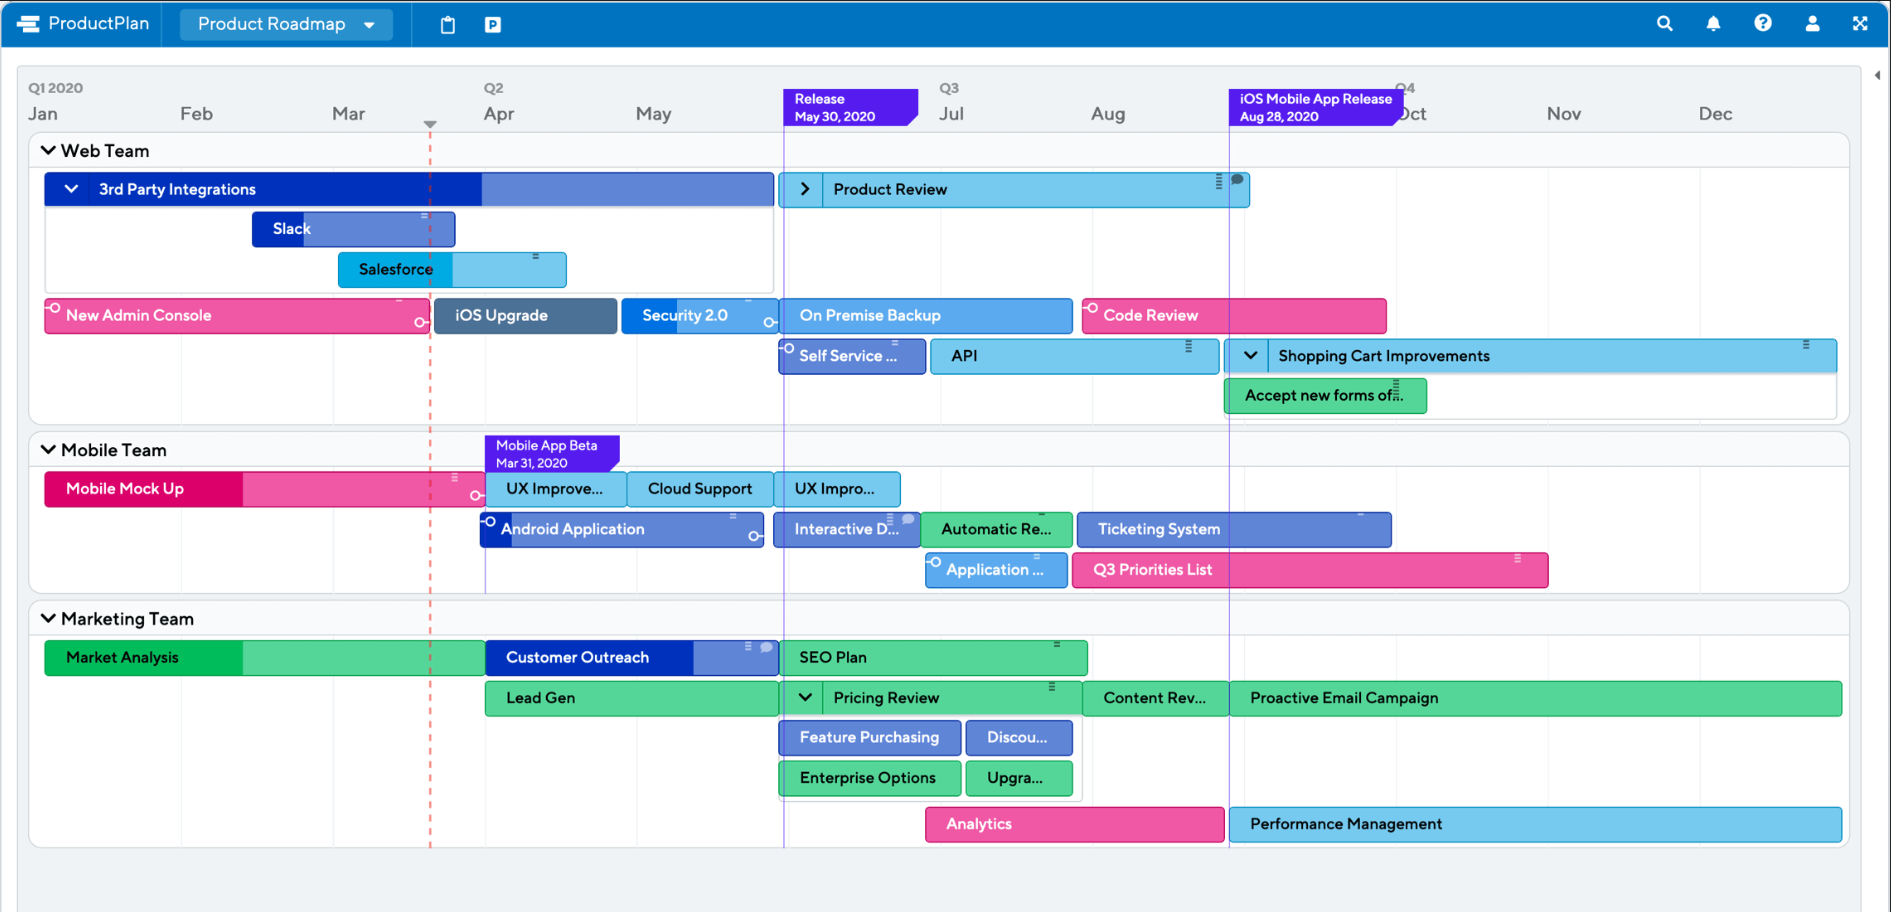 ProductPlan
Product Roadmap
P
?
Q1 2020
Q2
Q3
Q4
Jan
Feb
Mar
Apr
May
Release
May 30, 2020
Jul
Aug
iOS Mobile App Release
Aug 28, 2020
Oct
Nov
Dec
Web Team
3rd Party Integrations
Product Review
Slack
Salesforce
New Admin Console
iOS Upgrade
Security 2.0
On Premise Backup
Code Review
Self Service ...
API
Shopping Cart Improvements
Accept new forms of...
Mobile Team
Mobile App Beta
Mar 31, 2020
Mobile Mock Up
UX Improve...
Cloud Support
UX Impro...
Android Application
Interactive D...
Automatic Re...
Ticketing System
Application ...
Q3 Priorities List
Marketing Team
Market Analysis
Customer Outreach
SEO Plan
Lead Gen
Pricing Review
Content Rev...
Proactive Email Campaign
Feature Purchasing
Discou...
Enterprise Options
Upgra...
Analytics
Performance Management